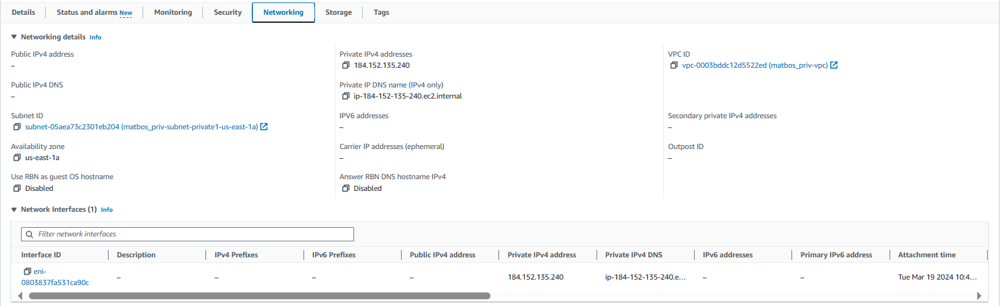 Details Status and alarms New Monitoring Security Networking Storage Tags
Networking details Info
Public IPv4 address Private IPv4 addresses VPC ID
– 184.152.135.240 vpc-0003bddc12d5522ed (matbos_priv-vpc)
Public IPv4 DNS Private IP DNS name (IPv4 only)
– ip-184-152-135-240.ec2.internal
Subnet ID IPV6 addresses Secondary private IPv4 addresses
subnet-05aea73c2301eb204 (matbos_priv-subnet-private1-us-east-1a) – –
Availability zone Carrier IP addresses (ephemeral) Outpost ID
us-east-1a – –
Use RBN as guest OS hostname Answer RBN DNS hostname IPv4
Disabled Disabled
Network Interfaces (1) Info
Filter network interfaces
Interface ID Description IPv4 Prefixes IPv6 Prefixes Public IPv4 address Private IPv4 address Private IPv4 DNS IPv6 addresses Primary IPv6 address Attachment time
eni-
0803837fa531ca90c – – – – 184.152.135.240 ip-184-152-135-240.e... – – Tue Mar 19 2024 10:4...